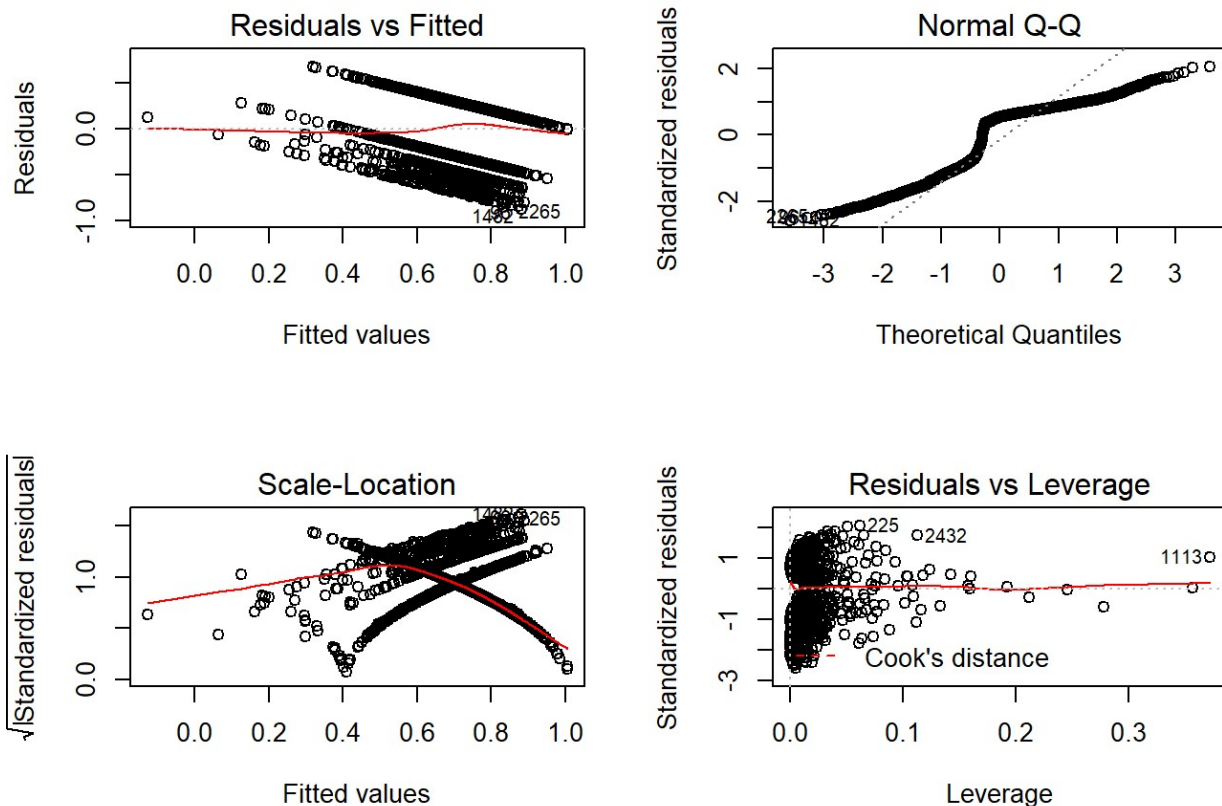 Residuals vs Fitted
Residuals
0.0
-1.0
1482
2265
0.0 0.2 0.4 0.6 0.8 1.0
Fitted values
Normal Q-Q
Standardized residuals
2
0
-2
-3 -2 -1 0 1 2 3
Theoretical Quantiles
Scale-Location
√|Standardized residuals|
1.0
0.0
2265
0.0 0.2 0.4 0.6 0.8 1.0
Fitted values
Residuals vs Leverage
Standardized residuals
1
-1
-3
225
2432
1113
Cook's distance
0.0 0.1 0.2 0.3
Leverage